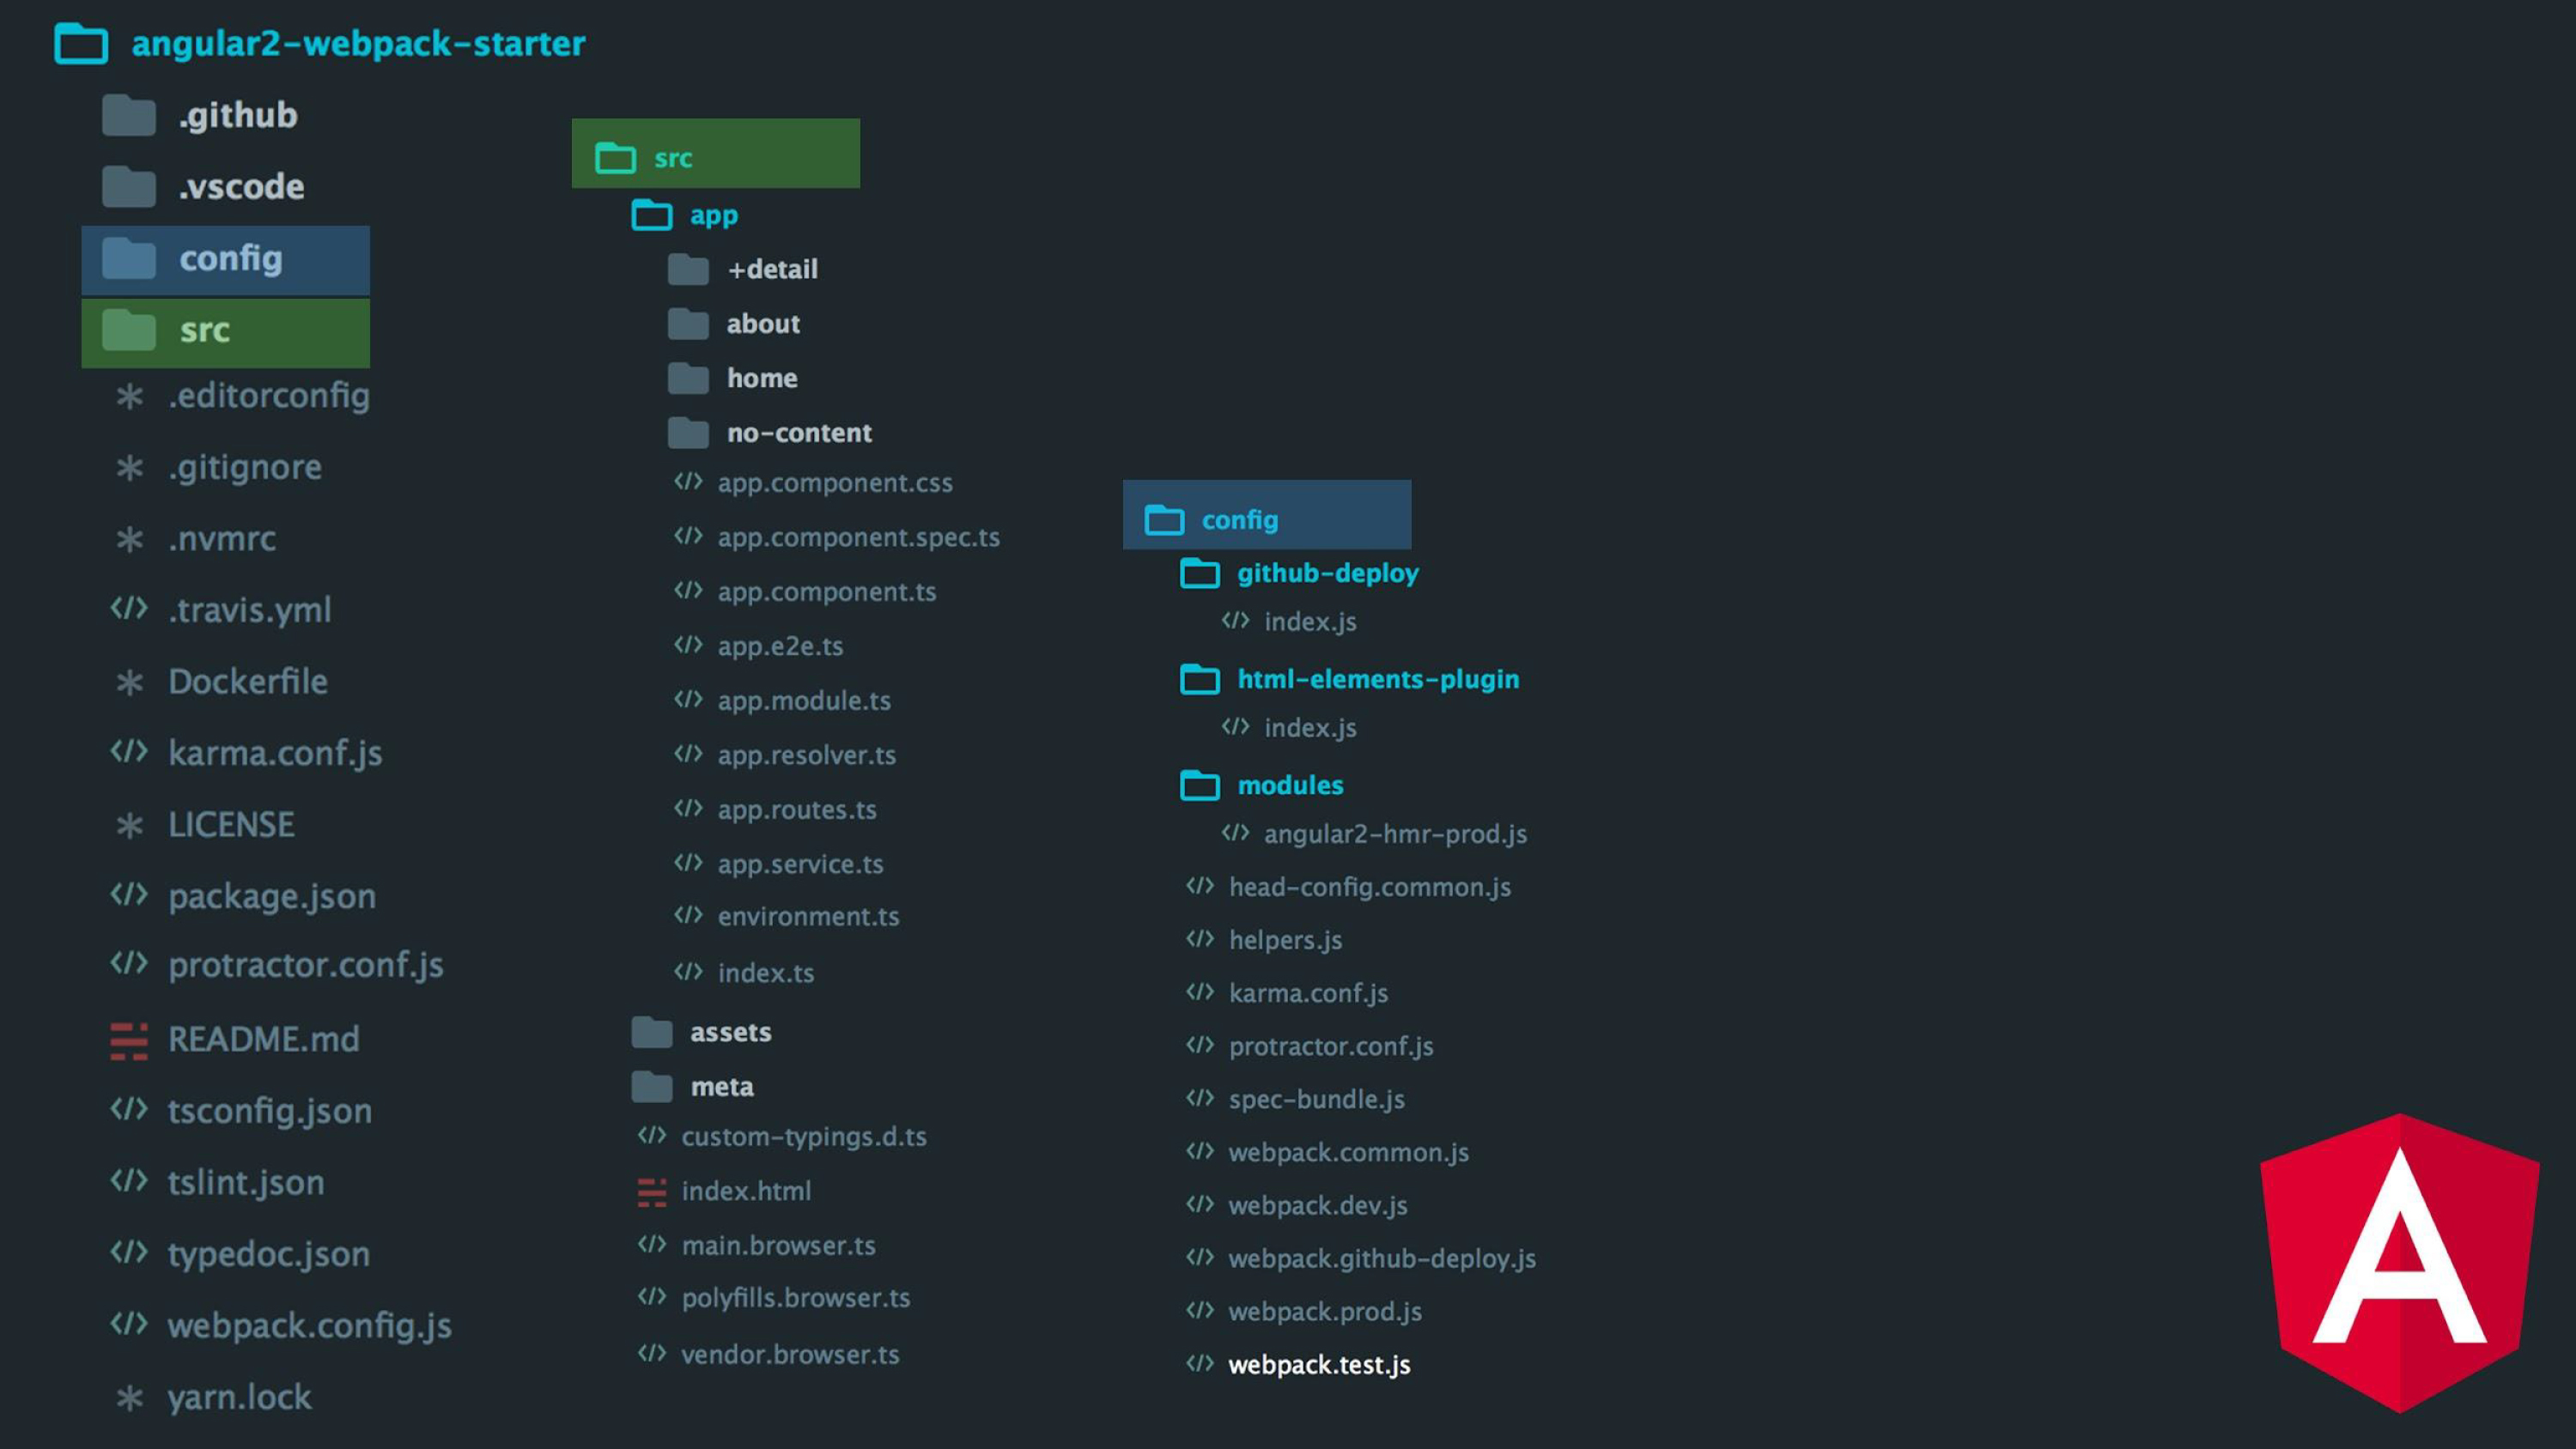 angular2-webpack-starter
.github
.vscode
config
src
.editorconfig
.gitignore
.nvmrc
.travis.yml
Dockerfile
karma.conf.js
LICENSE
package.json
protractor.conf.js
README.md
tsconfig.json
tslint.json
typedoc.json
webpack.config.js
yarn.lock
src
app
+detail
about
home
no-content
app.component.css
app.component.spec.ts
app.component.ts
app.e2e.ts
app.module.ts
app.resolver.ts
app.routes.ts
app.service.ts
environment.ts
index.ts
assets
meta
custom-typings.d.ts
index.html
main.browser.ts
polyfills.browser.ts
vendor.browser.ts
config
github-deploy
index.js
html-elements-plugin
index.js
modules
angular2-hmr-prod.js
head-config.common.js
helpers.js
karma.conf.js
protractor.conf.js
spec-bundle.js
webpack.common.js
webpack.dev.js
webpack.github-deploy.js
webpack.prod.js
webpack.test.js
A